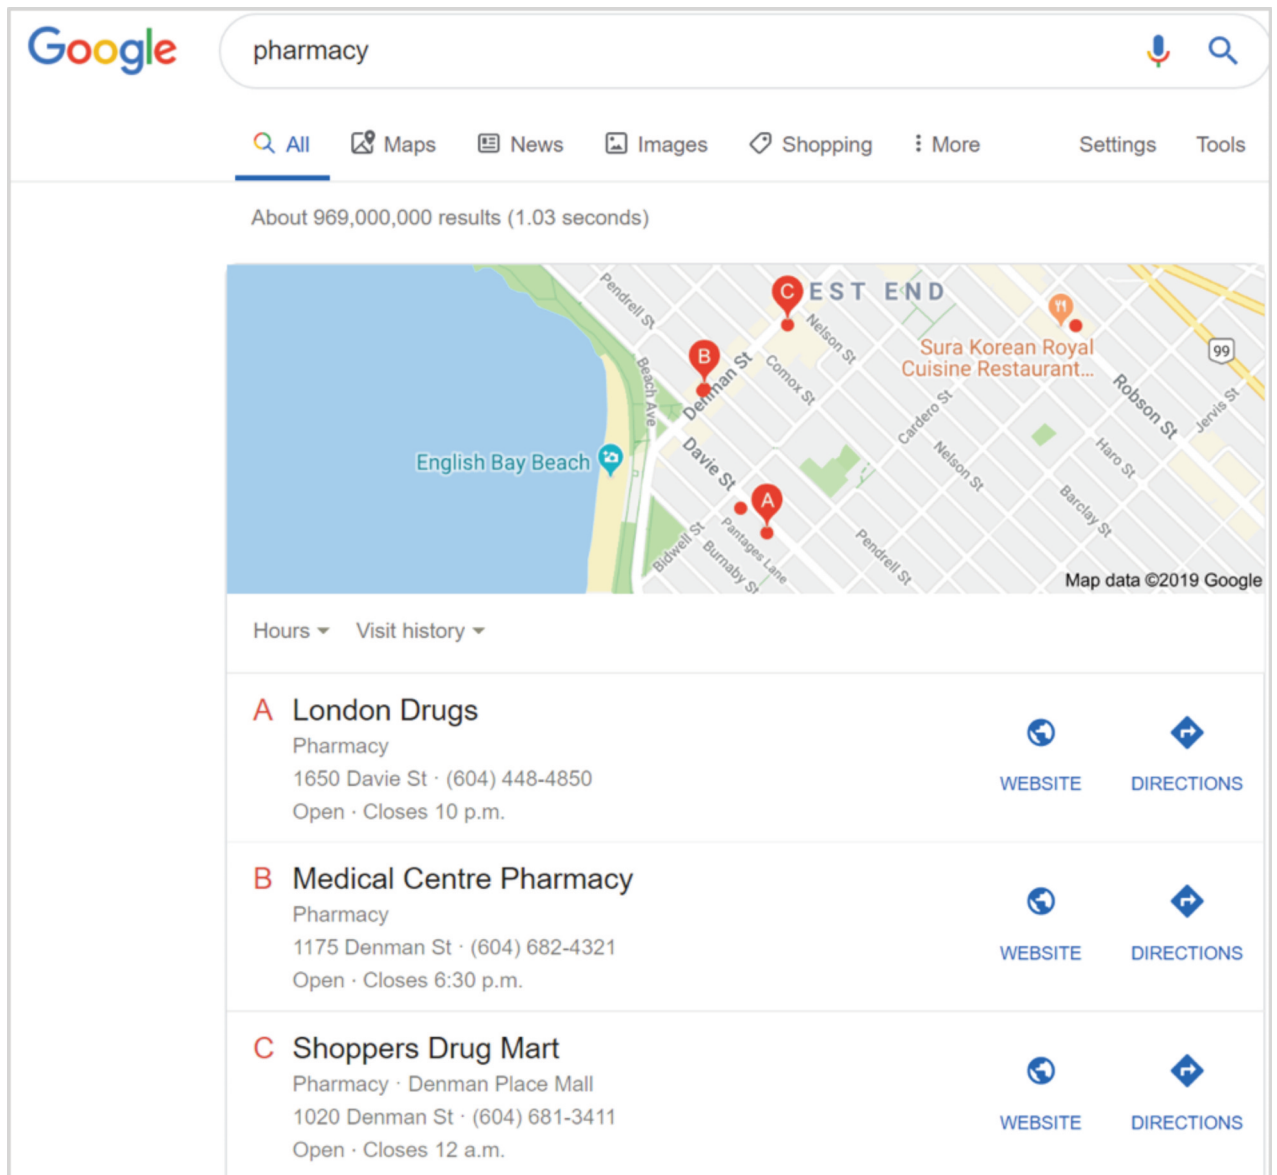 Google
pharmacy
All Maps News Images Shopping More Settings Tools
About 969,000,000 results (1.03 seconds)
C
EST END
Pendrell St
Nelson St
Sura Korean Royal
Cuisine Restaurant...
99
B
Beach Ave
Denman St
Comox St
Robson St
Jervis St
Cardero St
English Bay Beach
Davie St
Nelson St
Haro St
A
Barclay St
Bidwell St
Pantages Lane
Burnaby St
Pendrell St
Map data ©2019 Google
Hours Visit history
A London Drugs
Pharmacy
1650 Davie St · (604) 448-4850
Open · Closes 10 p.m.
WEBSITE DIRECTIONS
B Medical Centre Pharmacy
Pharmacy
1175 Denman St · (604) 682-4321
Open · Closes 6:30 p.m.
WEBSITE DIRECTIONS
C Shoppers Drug Mart
Pharmacy · Denman Place Mall
1020 Denman St · (604) 681-3411
Open · Closes 12 a.m.
WEBSITE DIRECTIONS